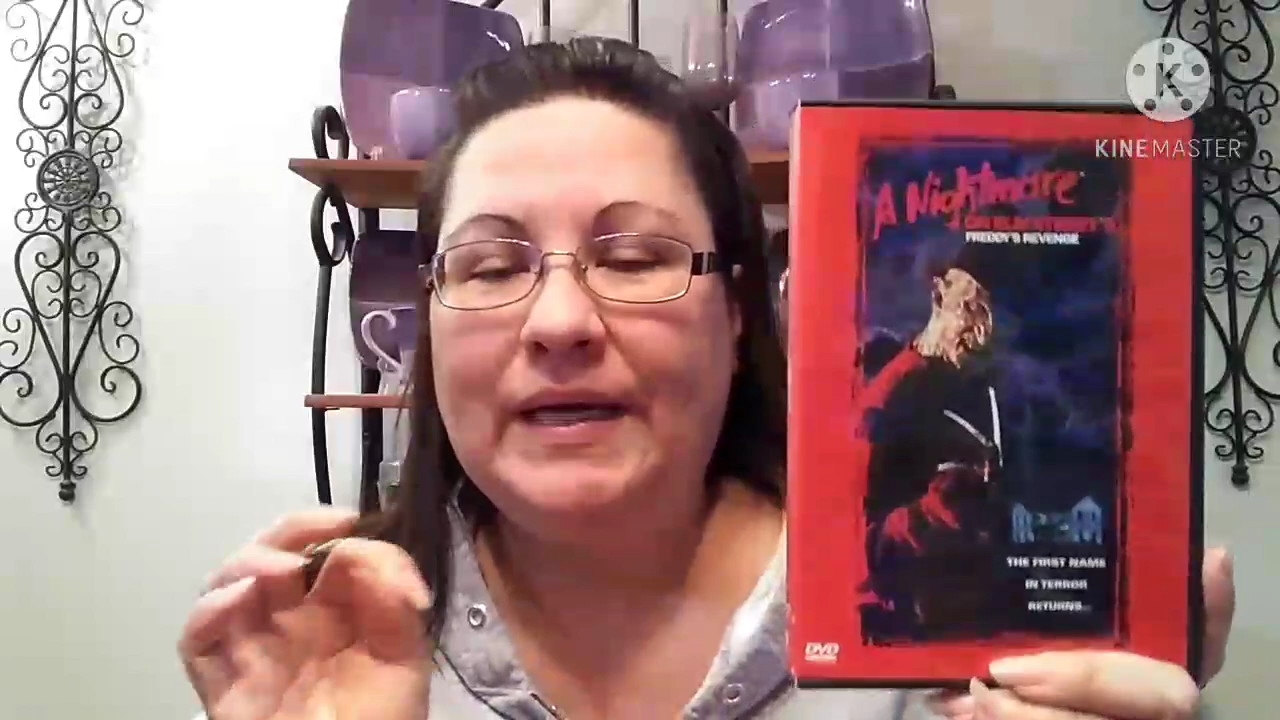 KINEMASTER
A Nightmare
ON ELM STREET 2
FREDDY'S REVENGE
THE FIRST NAME
IN TERROR
RETURNS...
DVD